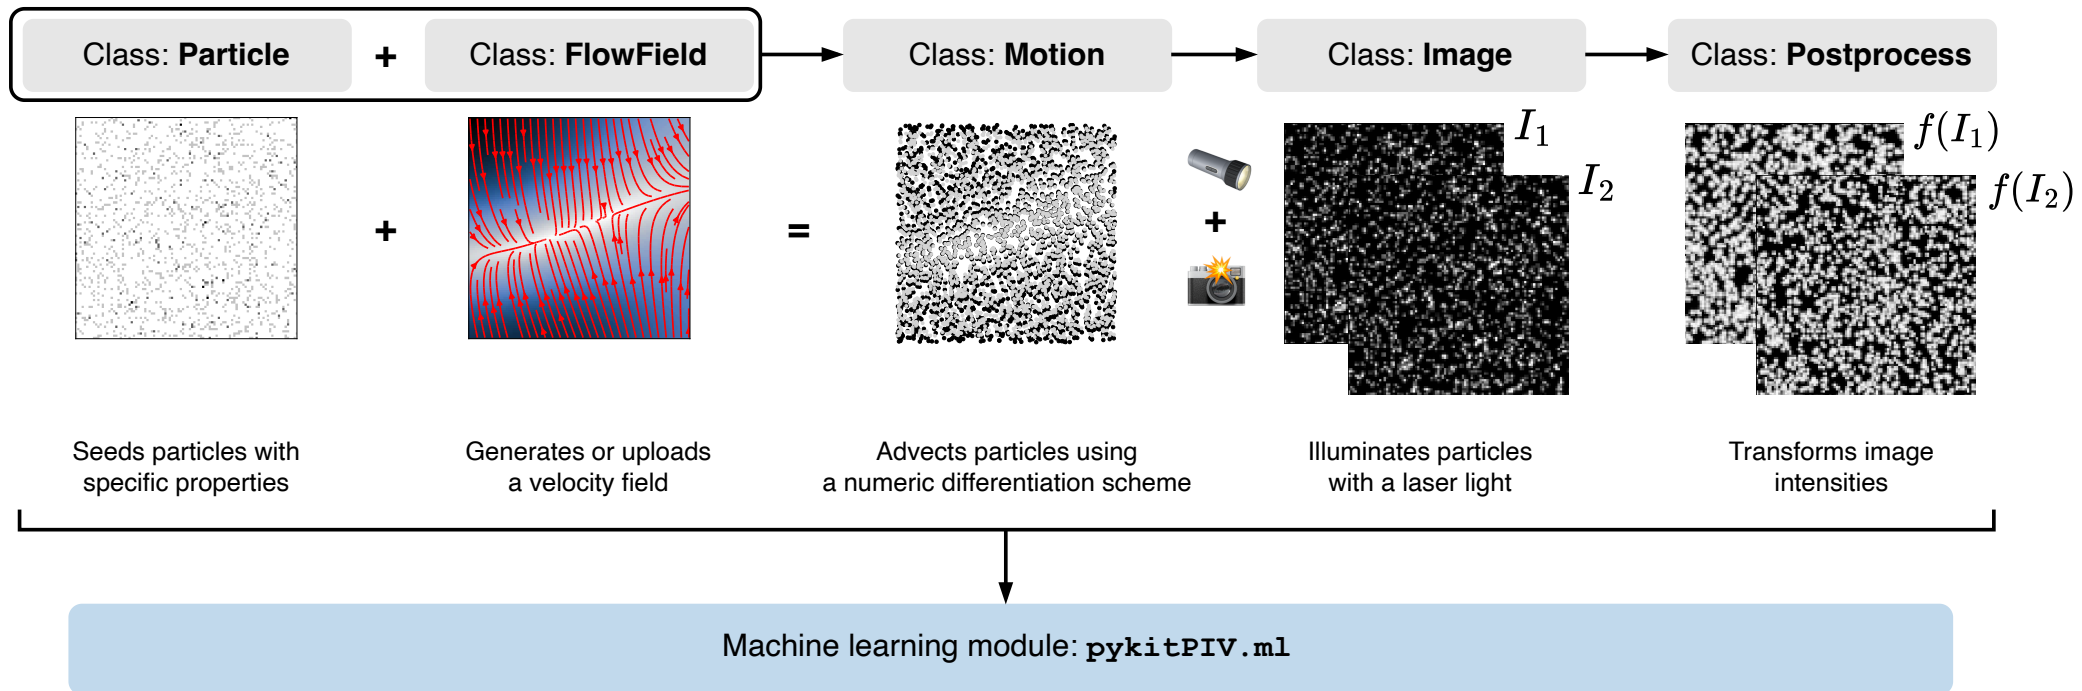 Class: Particle
+
Class: FlowField
Class: Motion
Class: Image
Class: Postprocess
+
=
+
I₁
I₂
f(I₁)
f(I₂)
Seeds particles with
specific properties
Generates or uploads
a velocity field
Advects particles using
a numeric differentiation scheme
Illuminates particles
with a laser light
Transforms image
intensities
Machine learning module: pykitPIV.ml